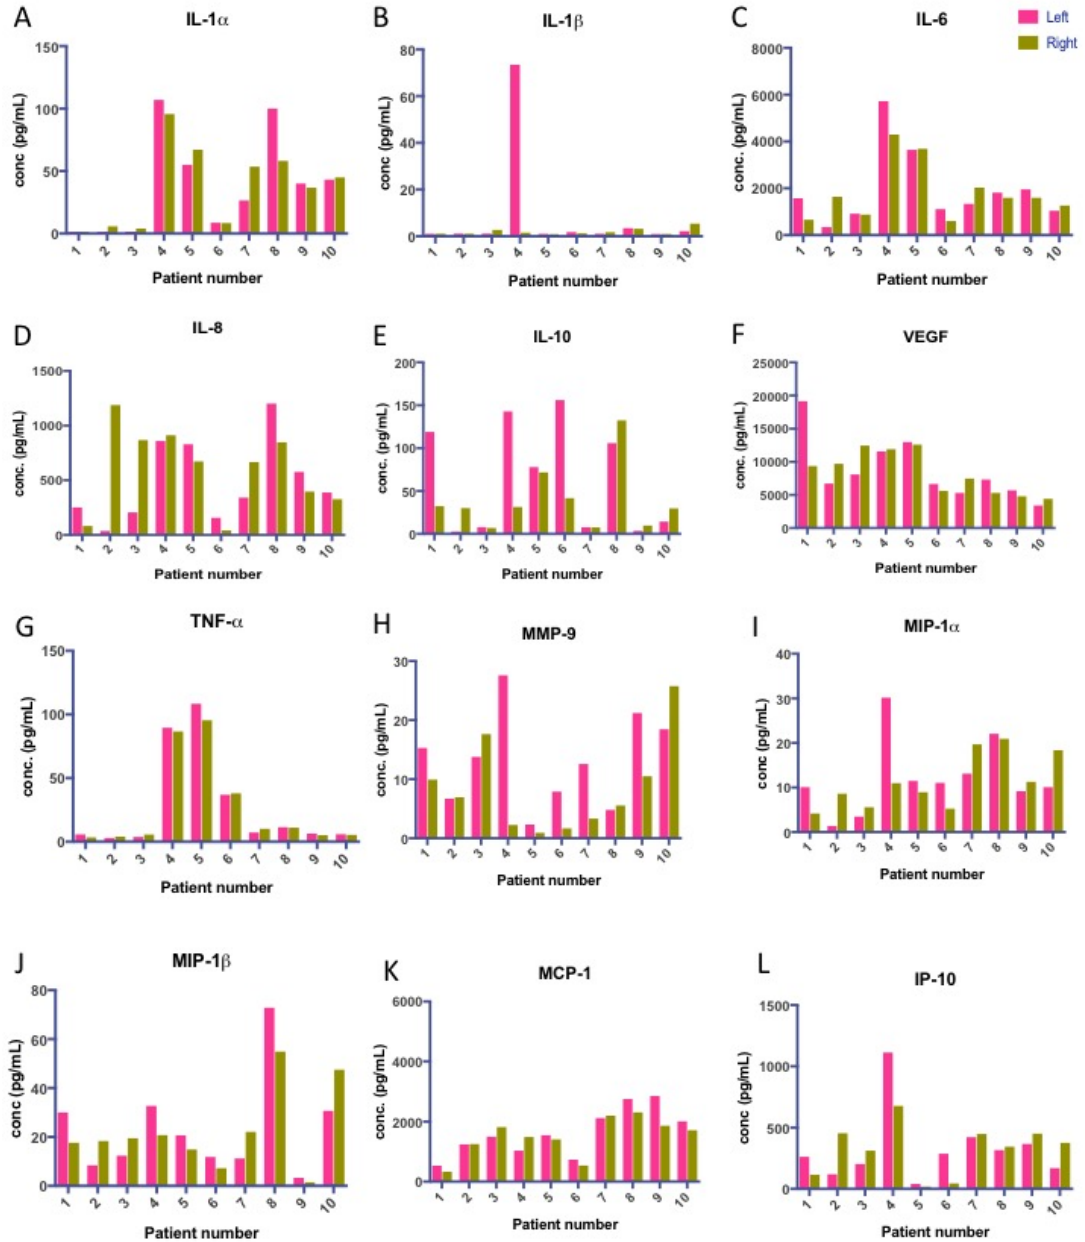 A
IL-1α
150
100
50
0
conc (pg/mL)
1 2 3 4 5 6 7 8 9 10
Patient number
B
IL-1β
80
60
40
20
0
conc (pg/mL)
1 2 3 4 5 6 7 8 9 10
Patient number
C
IL-6
Left
Right
8000
6000
4000
2000
0
conc. (pg/mL)
1 2 3 4 5 6 7 8 9 10
Patient number
D
IL-8
1500
1000
500
0
conc. (pg/mL)
1 2 3 4 5 6 7 8 9 10
Patient number
E
IL-10
200
150
100
50
0
conc. (pg/mL)
1 2 3 4 5 6 7 8 9 10
Patient number
F
VEGF
25000
20000
15000
10000
5000
0
conc. (pg/mL)
1 2 3 4 5 6 7 8 9 10
Patient number
G
TNF-α
150
100
50
0
conc. (pg/mL)
1 2 3 4 5 6 7 8 9 10
Patient number
H
MMP-9
30
20
10
0
conc. (pg/mL)
1 2 3 4 5 6 7 8 9 10
Patient number
I
MIP-1α
40
30
20
10
0
conc (pg/mL)
1 2 3 4 5 6 7 8 9 10
Patient number
J
MIP-1β
80
60
40
20
0
conc (pg/mL)
1 2 3 4 5 6 7 8 9 10
Patient number
K
MCP-1
6000
4000
2000
0
conc. (pg/mL)
1 2 3 4 5 6 7 8 9 10
Patient number
L
IP-10
1500
1000
500
0
conc (pg/mL)
1 2 3 4 5 6 7 8 9 10
Patient number